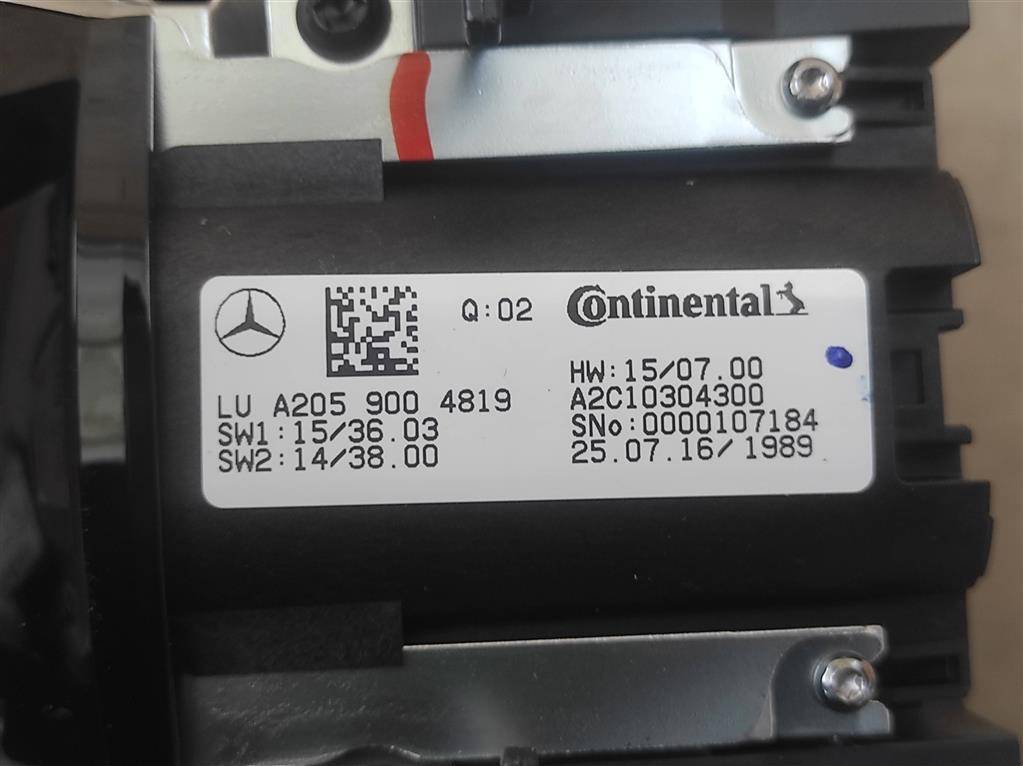 Q:02
Continental
LU A205 900 4819
SW1:15/36.03
SW2:14/38.00
HW:15/07.00
A2C10304300
SNo:0000107184
25.07.16/1989